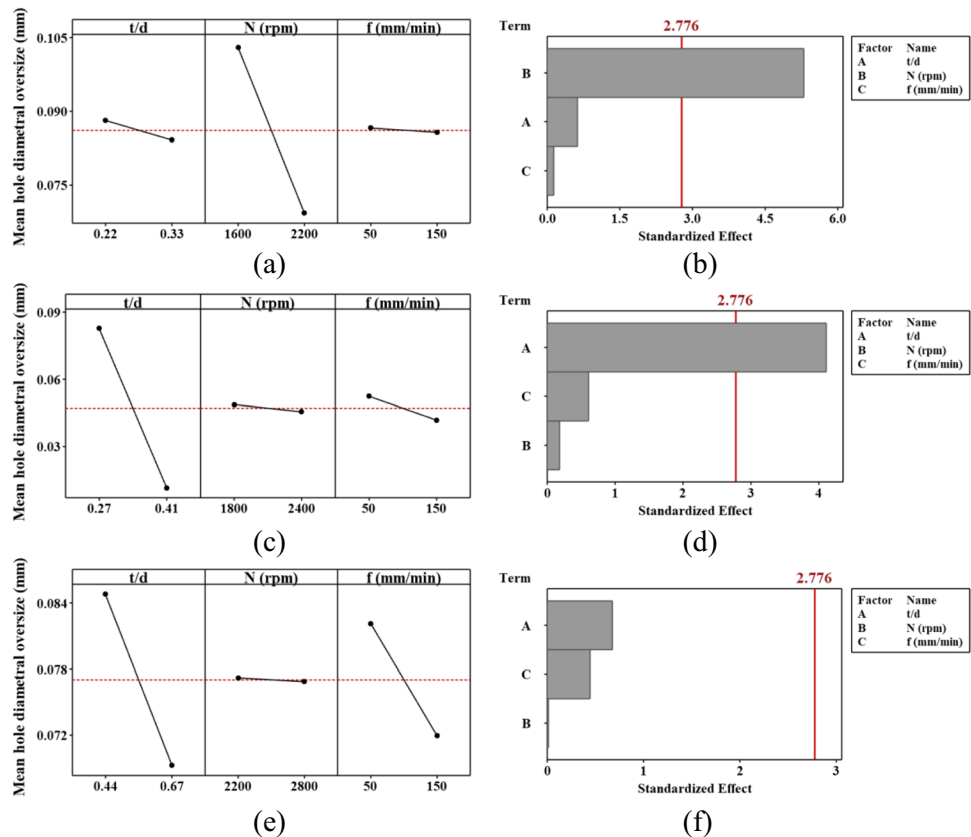 t/d N (rpm) f (mm/min)
Mean hole diametral oversize (mm)
0.105
0.090
0.075
0.22 0.33 1600 2200 50 150
(a)
Term
2.776
B
A
C
0.0 1.5 3.0 4.5 6.0
Standardized Effect
Factor Name
A t/d
B N (rpm)
C f (mm/min)
(b)
t/d N (rpm) f (mm/min)
Mean hole diametral oversize (mm)
0.09
0.06
0.03
0.27 0.41 1800 2400 50 150
(c)
Term
2.776
A
C
B
0 1 2 3 4
Standardized Effect
Factor Name
A t/d
B N (rpm)
C f (mm/min)
(d)
t/d N (rpm) f (mm/min)
Mean hole diametral oversize (mm)
0.084
0.078
0.072
0.44 0.67 2200 2800 50 150
(e)
Term
2.776
A
C
B
0 1 2 3
Standardized Effect
Factor Name
A t/d
B N (rpm)
C f (mm/min)
(f)